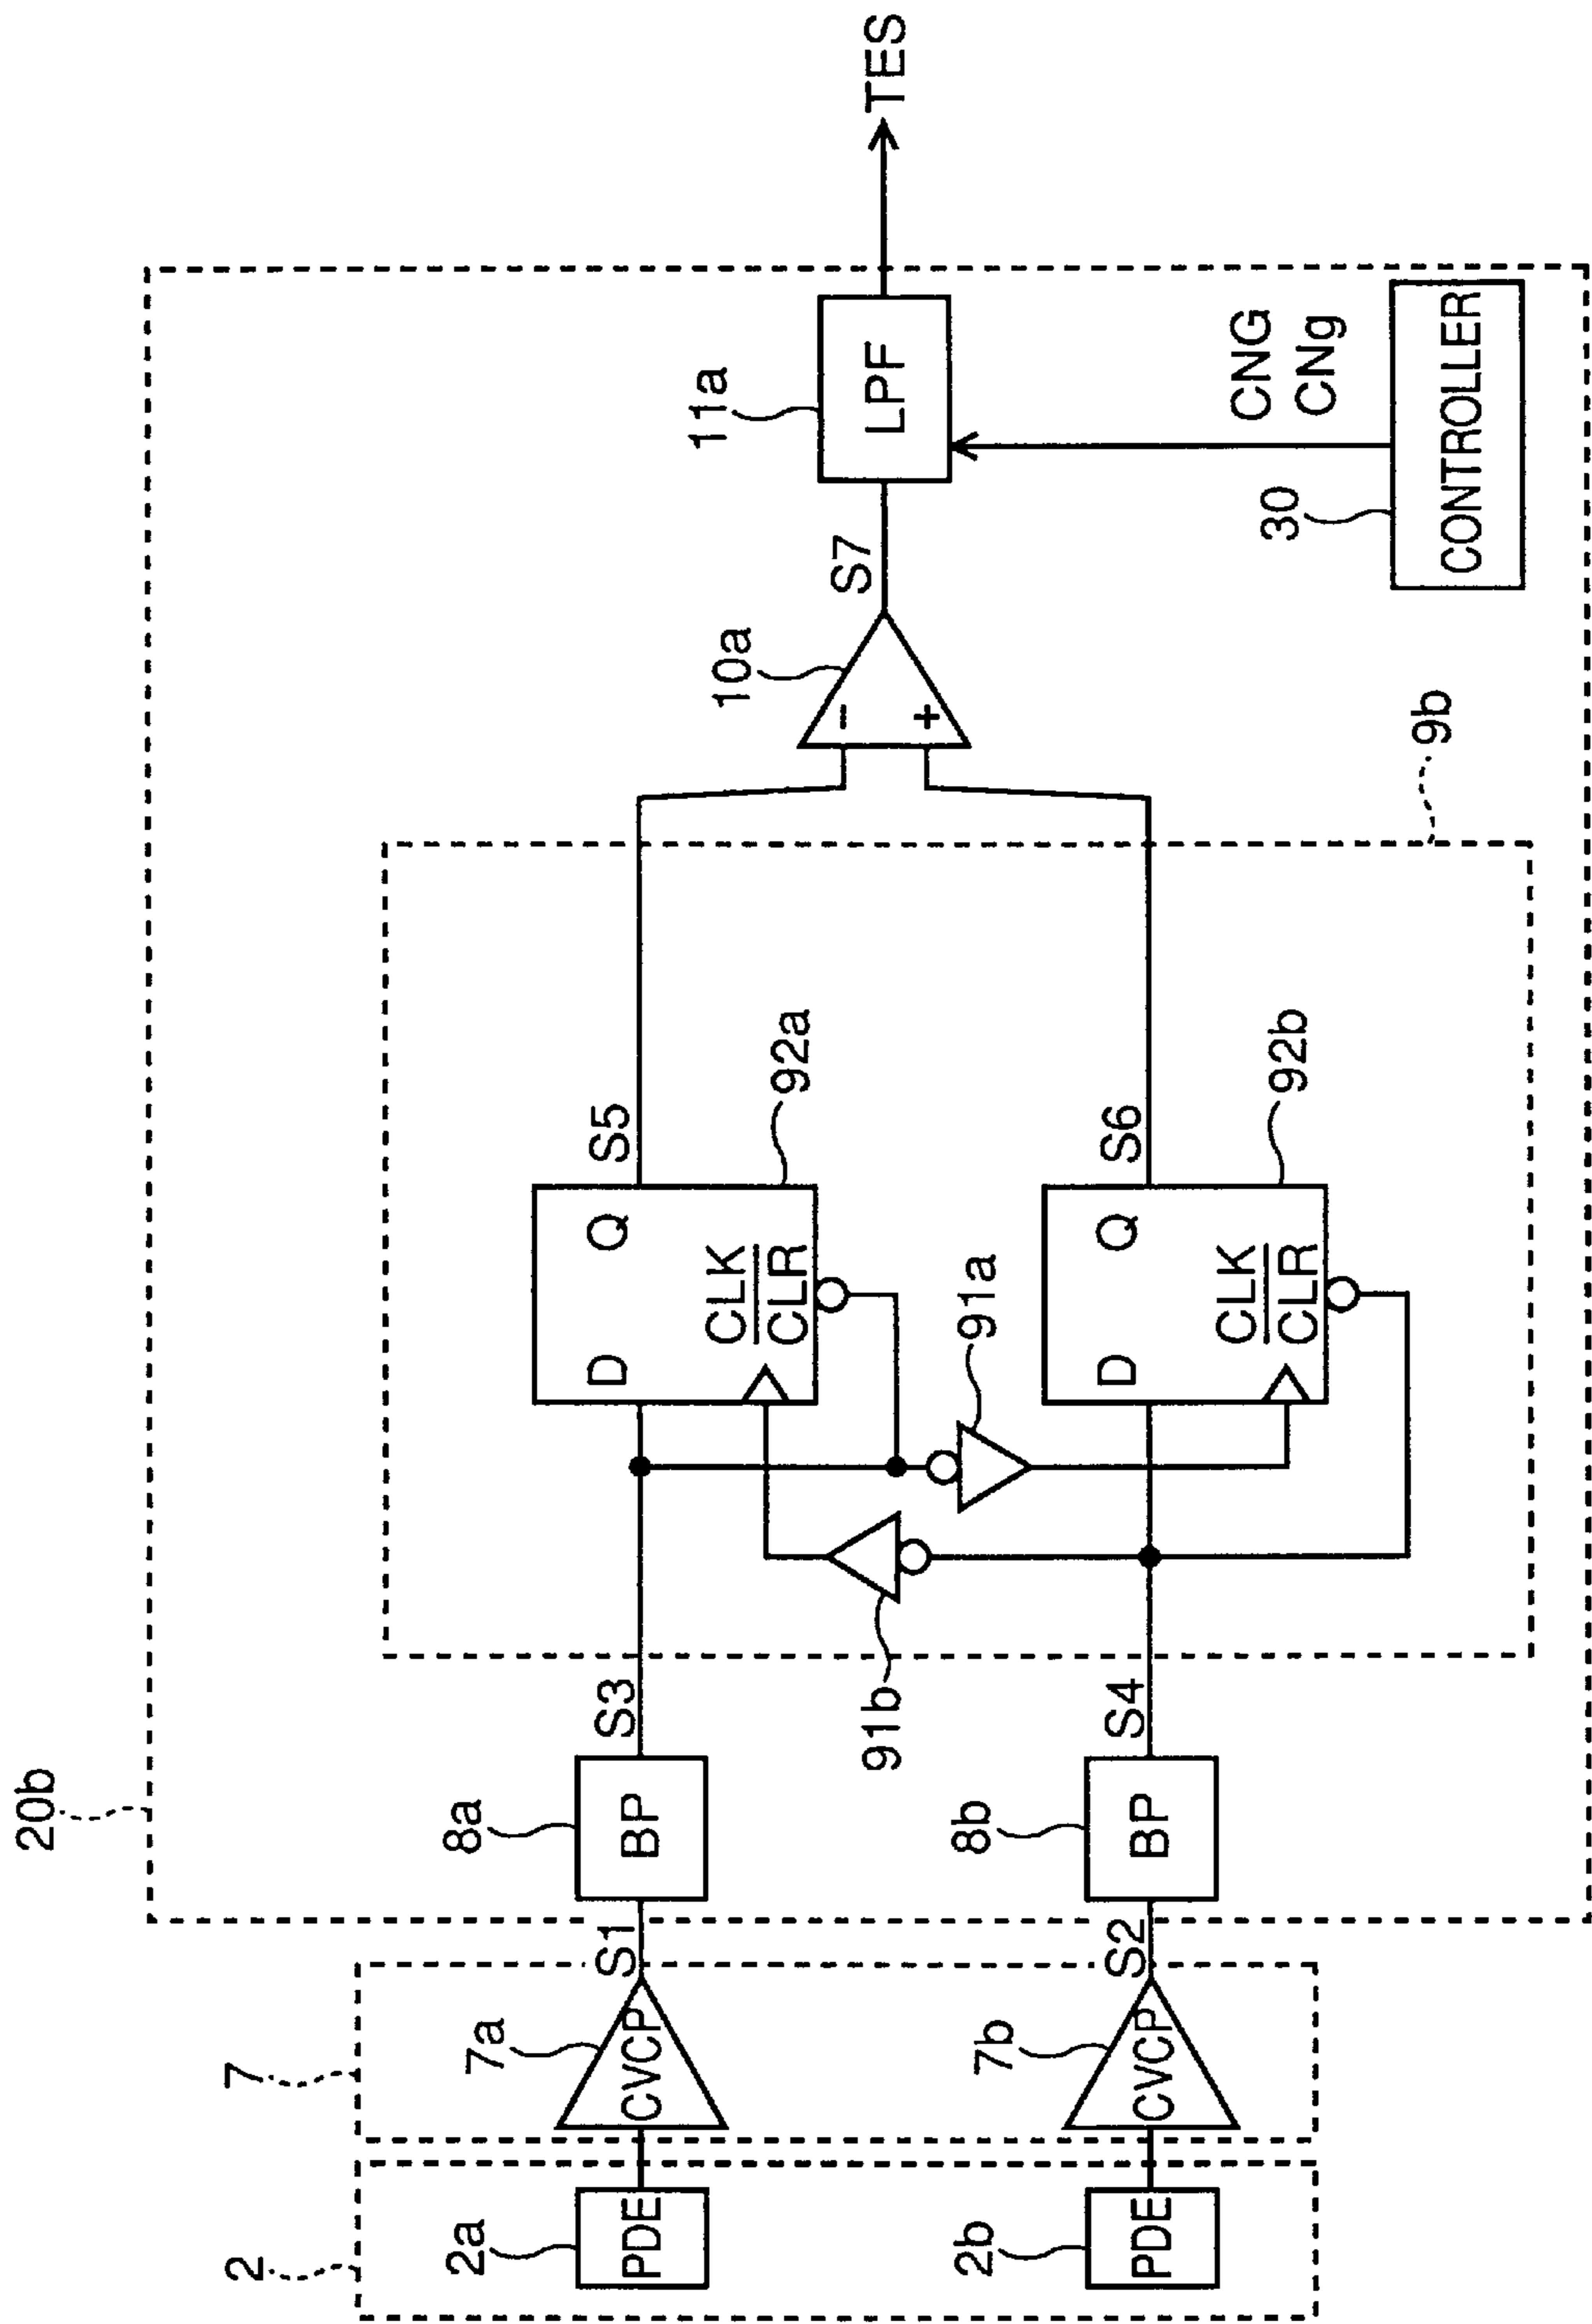 20b
2
2a
PDE
2b
PDE
7
7a
CVCP
7b
CVCP
S1
S2
8a
BP
8b
BP
S3
S4
91b
91a
D
Q
CLK
CLR
92a
S5
D
Q
CLK
CLR
92b
S6
9b
10a
-
+
S7
11a
LPF
TES
CNG
CNg
30
CONTROLLER